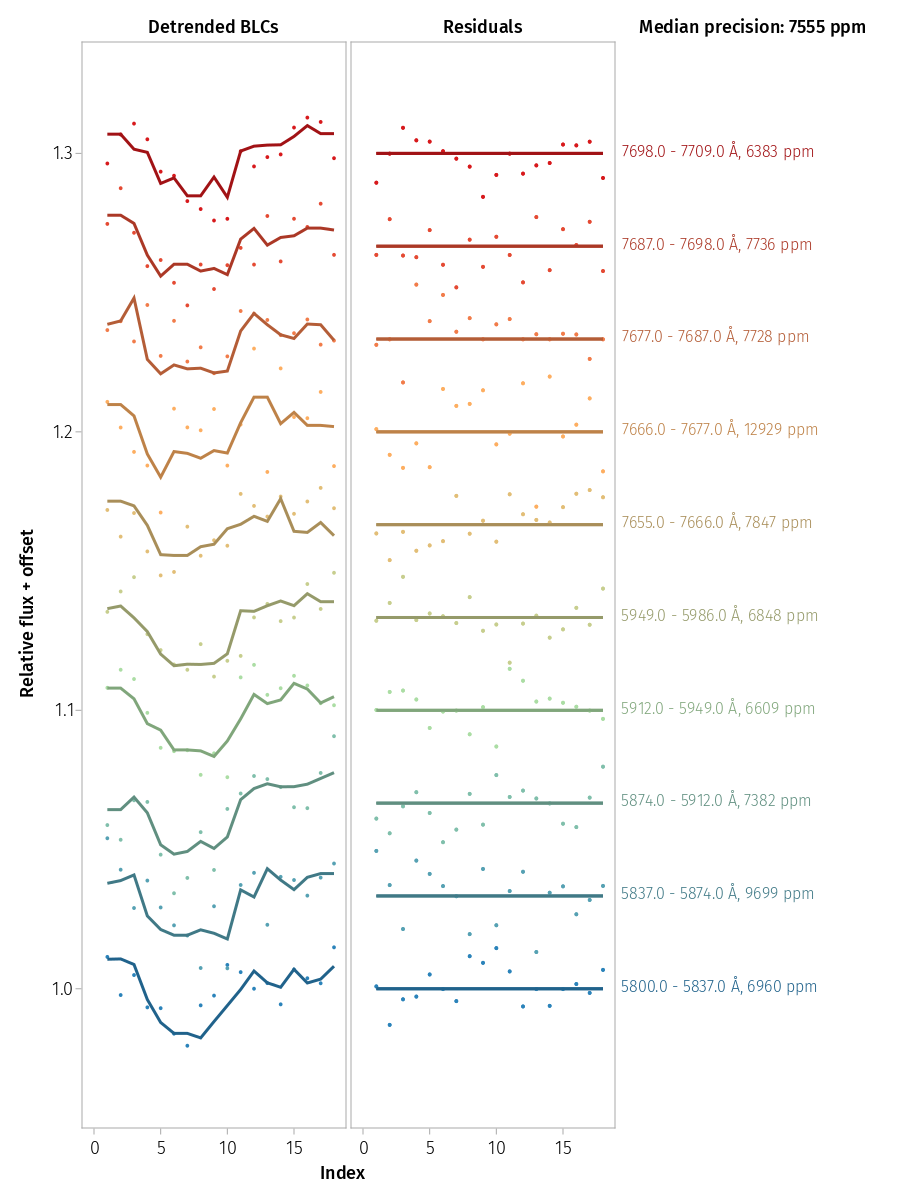 Detrended BLCs
Residuals
Median precision: 7555 ppm
1.3
1.2
1.1
1.0
Relative flux + offset
7698.0 - 7709.0 Å, 6383 ppm
7687.0 - 7698.0 Å, 7736 ppm
7677.0 - 7687.0 Å, 7728 ppm
7666.0 - 7677.0 Å, 12929 ppm
7655.0 - 7666.0 Å, 7847 ppm
5949.0 - 5986.0 Å, 6848 ppm
5912.0 - 5949.0 Å, 6609 ppm
5874.0 - 5912.0 Å, 7382 ppm
5837.0 - 5874.0 Å, 9699 ppm
5800.0 - 5837.0 Å, 6960 ppm
0 5 10 15
0 5 10 15
Index